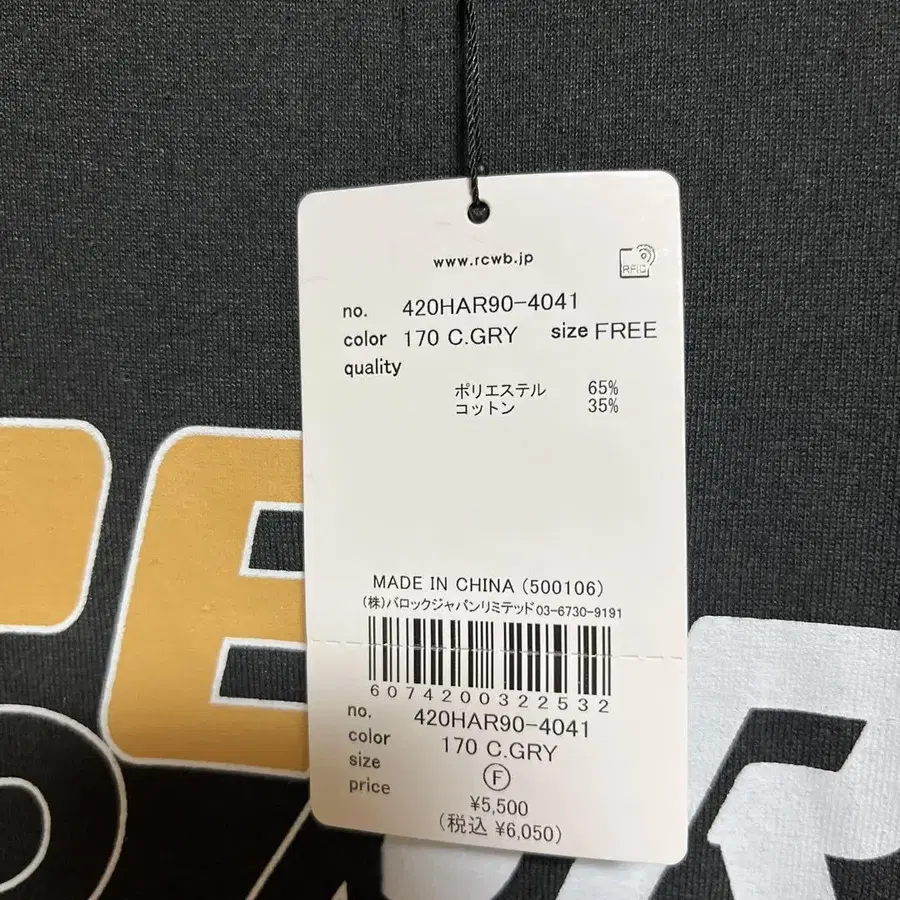 www.rcwb.jp
RFID
no. 420HAR90-4041
color 170 C.GRY size FREE
quality
ポリエステル 65%
コットン 35%
MADE IN CHINA (500106)
(株)バロックジャパンリミテッド 03-6730-9191
6074200322532
no. 420HAR90-4041
color 170 C.GRY
size F
price ¥5,500
(税込 ¥6,050)